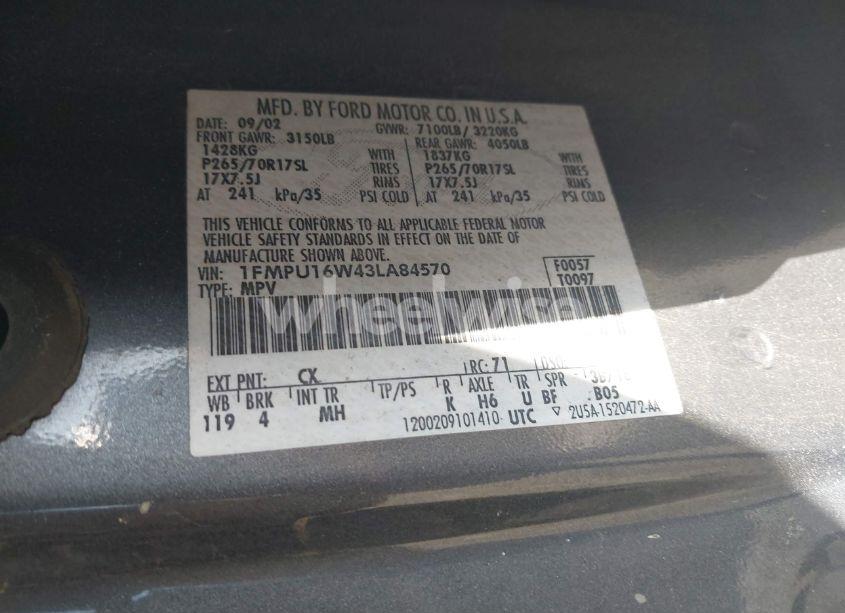 MFD. BY FORD MOTOR CO. IN U.S.A.
DATE: 09/02 GVWR: 7100LB / 3220KG
FRONT GAWR: 3150LB REAR GAWR: 4050LB
1428KG WITH 1837KG WITH
P265/70R17SL TIRES P265/70R17SL TIRES
17X7.5J RIMS 17X7.5J RIMS
AT 241 kPa/35 PSI COLD AT 241 kPa/35 PSI COLD
THIS VEHICLE CONFORMS TO ALL APPLICABLE FEDERAL MOTOR
VEHICLE SAFETY STANDARDS IN EFFECT ON THE DATE OF
MANUFACTURE SHOWN ABOVE.
VIN: 1FMPU16W43LA84570 F0057
TYPE: MPV T0097
wheelwise
EXT PNT: CX RC: 71 DSO:
WB BRK INT TR TP/PS R AXLE TR SPR
119 4 MH K H6 U BF B05
1200209101410 UTC 2U5A-1520472-AA